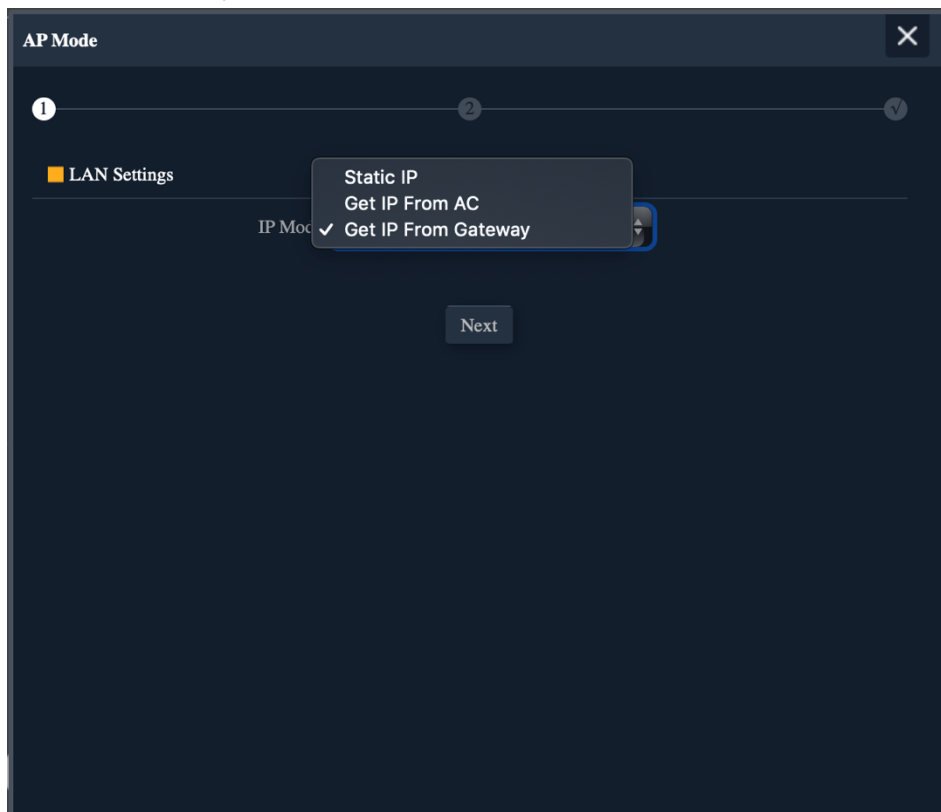 AP Mode
1
2
√
LAN Settings
Static IP
Get IP From AC
IP Mod
✓ Get IP From Gateway
Next